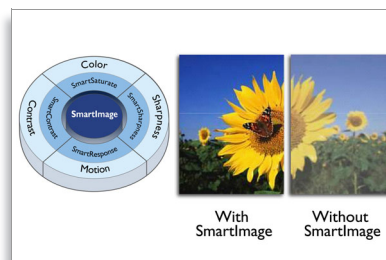 Color
SmartSaturate
Contrast
SmartContrast
SmartImage
SmartSharpness
Sharpness
SmartResponse
Motion
With
SmartImage
Without
SmartImage